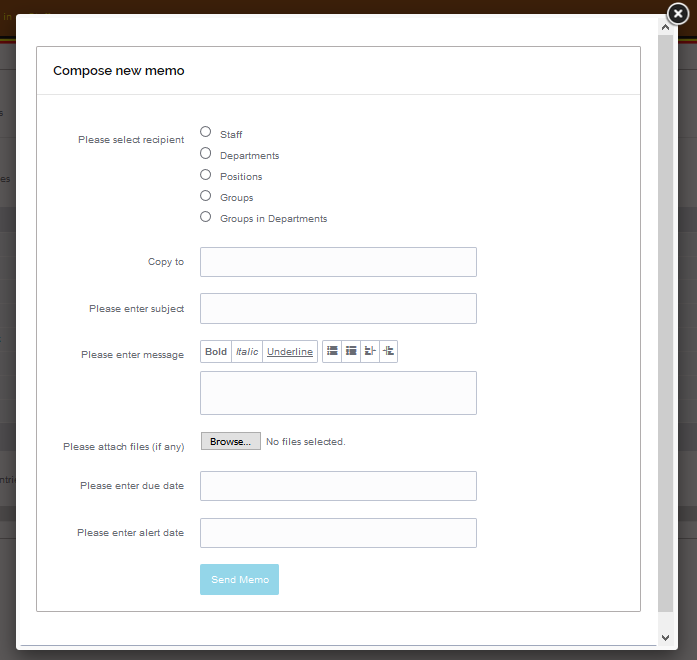 in
Compose new memo
Please select recipient
Staff
Departments
Positions
Groups
Groups in Departments
Copy to
Please enter subject
Please enter message
Bold Italic Underline
Please attach files (if any)
Browse... No files selected.
Please enter due date
Please enter alert date
Send Memo